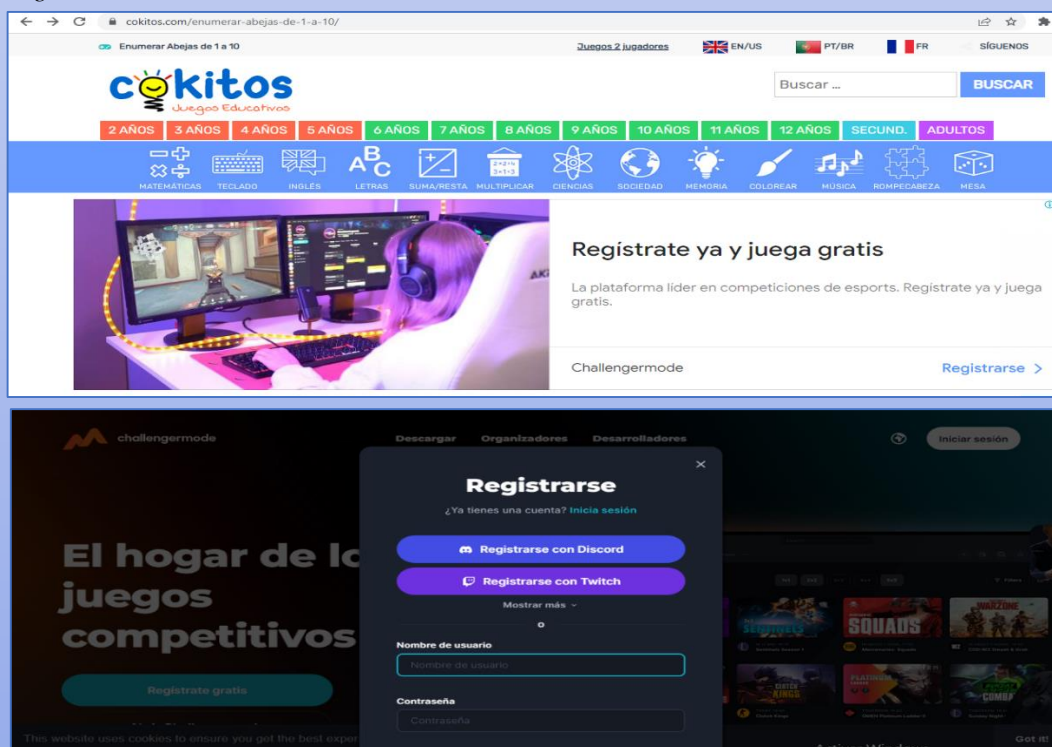 cokitos.com/enumerar-abejas-de-1-a-10/
Enumerar Abejas de 1 a 10
Juegos 2 jugadores
EN/US
PT/BR
FR
SÍGUENOS
cokitos
Juegos Educativos
Buscar ...
BUSCAR
2 AÑOS 3 AÑOS 4 AÑOS 5 AÑOS 6 AÑOS 7 AÑOS 8 AÑOS 9 AÑOS 10 AÑOS 11 AÑOS 12 AÑOS SECUND. ADULTOS
MATEMÁTICAS TECLADO INGLÉS LETRAS SUMA/RESTA MULTIPLICAR CIENCIAS SOCIEDAD MEMORIA COLOREAR MÚSICA ROMPECABEZA MESA
Regístrate ya y juega gratis
La plataforma líder en competiciones de esports. Regístrate ya y juega
gratis.
Challengermode
Registrarse >
challengermode
Descargar Organizadores Desarrolladores
Iniciar sesión
Registrarse
¿Ya tienes una cuenta? Inicia sesión
Registrarse con Discord
Registrarse con Twitch
Mostrar más
o
Nombre de usuario
Nombre de usuario
Contraseña
Contraseña
El hogar de lo
juegos
competitivos
Regístrate gratis
This website uses cookies to ensure you get the best exper
Got it!
SQUADS
WARZONE